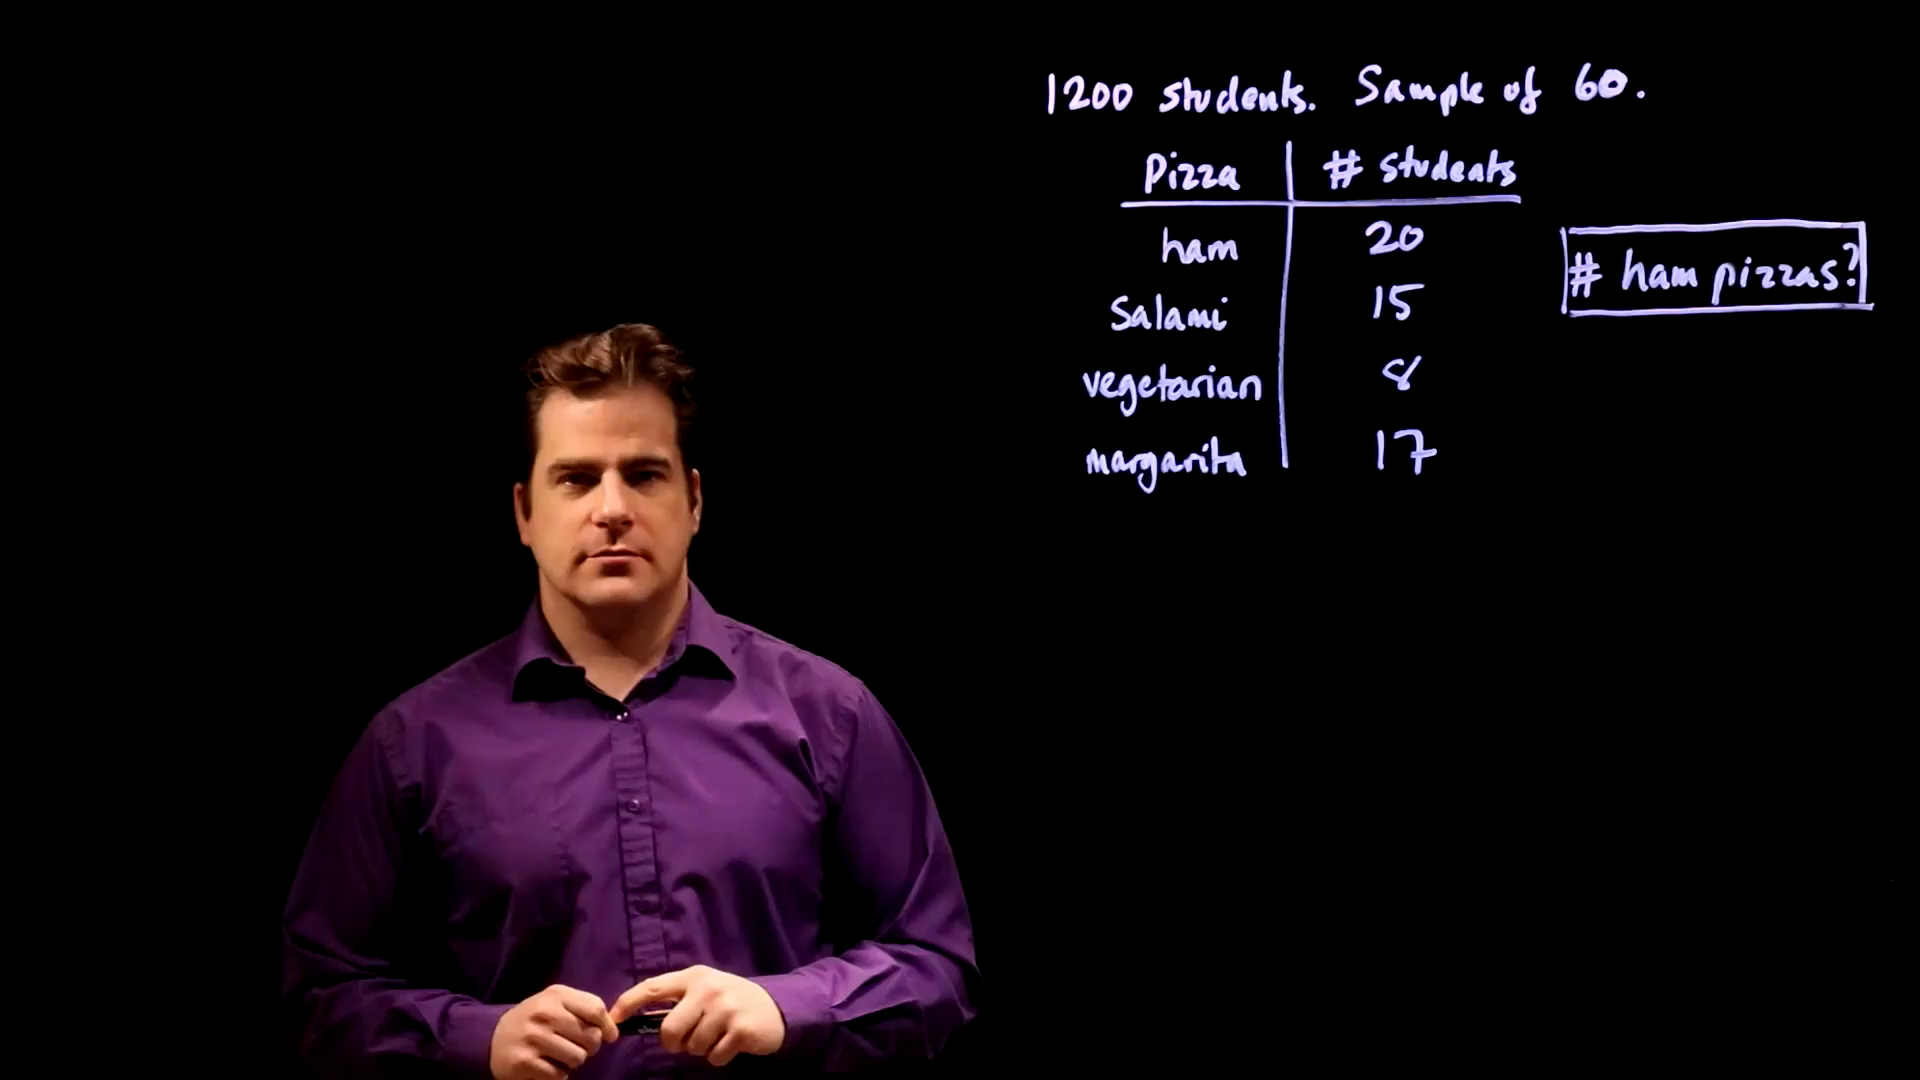 1200 students. Sample of 60.
Pizza # students
ham 20
Salami 15
vegetarian 8
margarita 17
# ham pizzas?